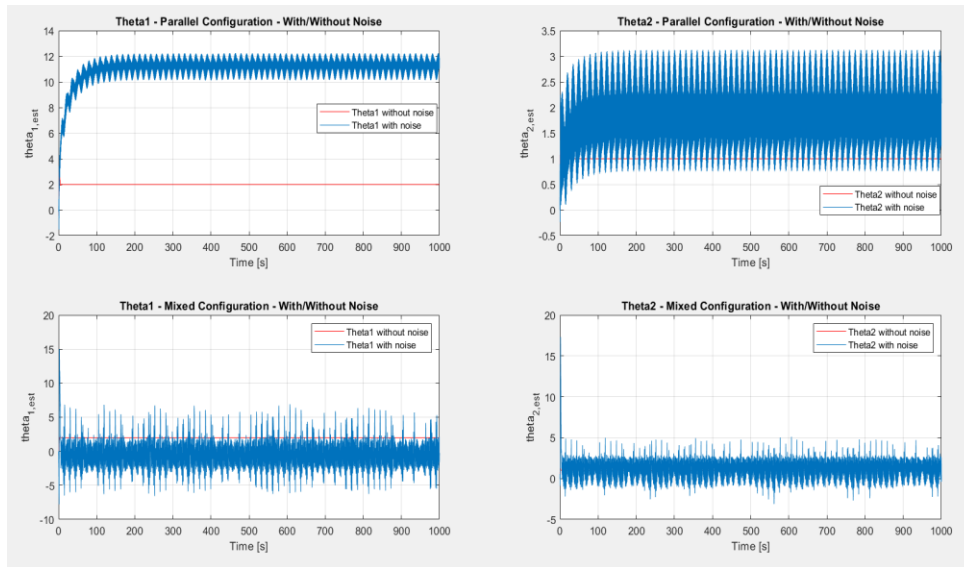 Theta1 - Parallel Configuration - With/Without Noise
14
12
10
8
6
4
2
0
-2
theta1,est
Theta1 without noise
Theta1 with noise
0 100 200 300 400 500 600 700 800 900 1000
Time [s]
Theta2 - Parallel Configuration - With/Without Noise
3.5
3
2.5
2
1.5
1
0.5
0
-0.5
theta2,est
Theta2 without noise
Theta2 with noise
0 100 200 300 400 500 600 700 800 900 1000
Time [s]
Theta1 - Mixed Configuration - With/Without Noise
20
15
10
5
0
-5
-10
theta1,est
Theta1 without noise
Theta1 with noise
0 100 200 300 400 500 600 700 800 900 1000
Time [s]
Theta2 - Mixed Configuration - With/Without Noise
20
15
10
5
0
-5
theta2,est
Theta2 without noise
Theta2 with noise
0 100 200 300 400 500 600 700 800 900 1000
Time [s]